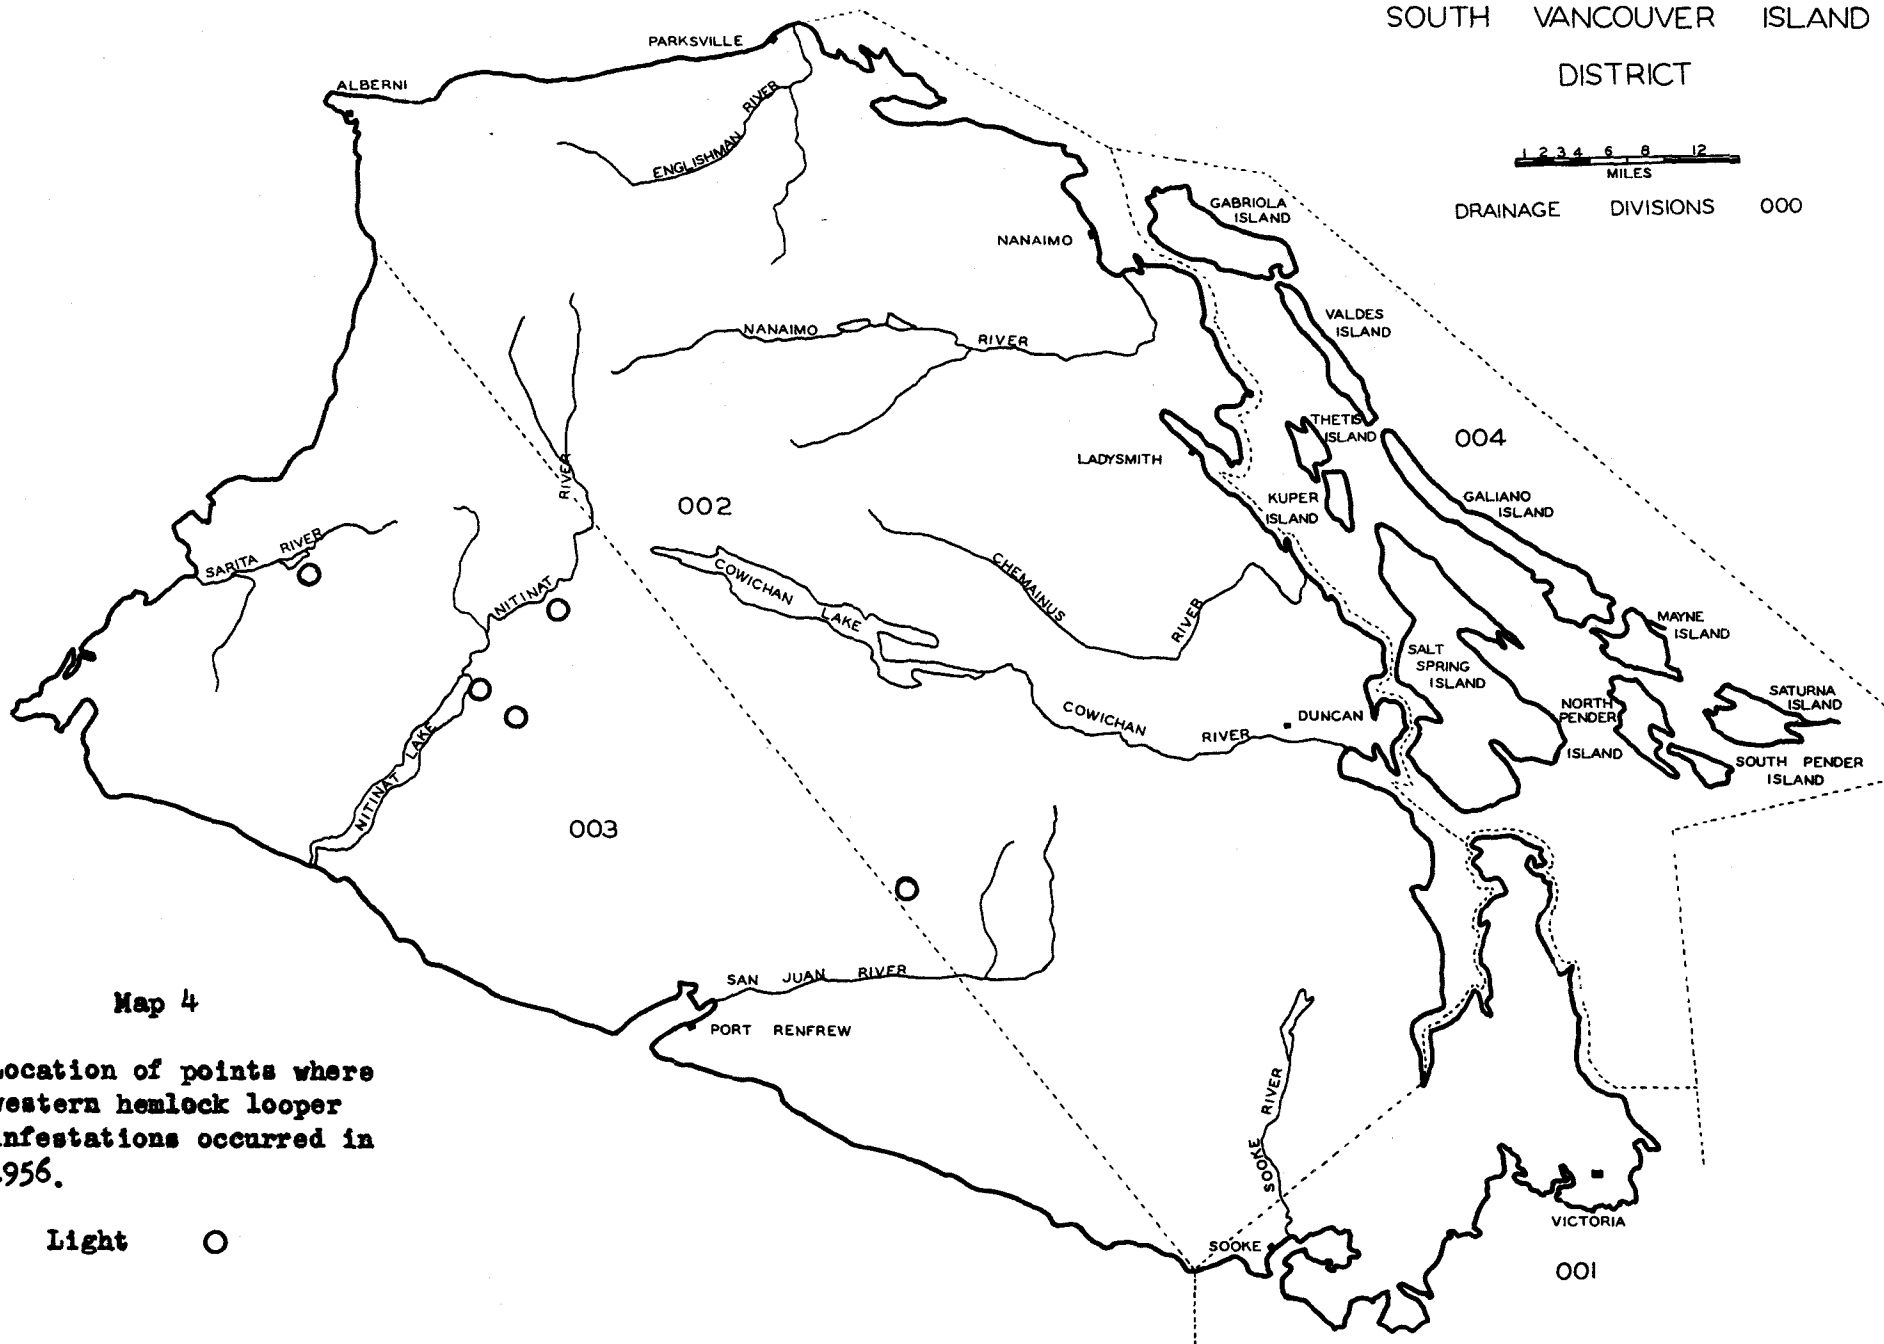 SOUTH VANCOUVER ISLAND
DISTRICT
1 2 3 4 6 8 12
MILES
DRAINAGE DIVISIONS 000
PARKSVILLE
ALBERNI
ENGLISHMAN RIVER
GABRIOLA
ISLAND
NANAIMO
VALDES
ISLAND
NANAIMO RIVER
THETIS
ISLAND
004
LADYSMITH
KUPER
ISLAND
GALIANO
ISLAND
002
SARITA RIVER
NITINAT RIVER
COWICHAN LAKE
CHEMAINUS RIVER
MAYNE
ISLAND
SALT
SPRING
ISLAND
SATURNA
ISLAND
NORTH
PENDER
ISLAND
COWICHAN RIVER
DUNCAN
SOUTH PENDER
ISLAND
NITINAT LAKE
003
SAN JUAN RIVER
PORT RENFREW
SOOKE RIVER
SOOKE
VICTORIA
001
Map 4
ocation of points where
estern hemlock looper
nfestations occurred in
956.
Light